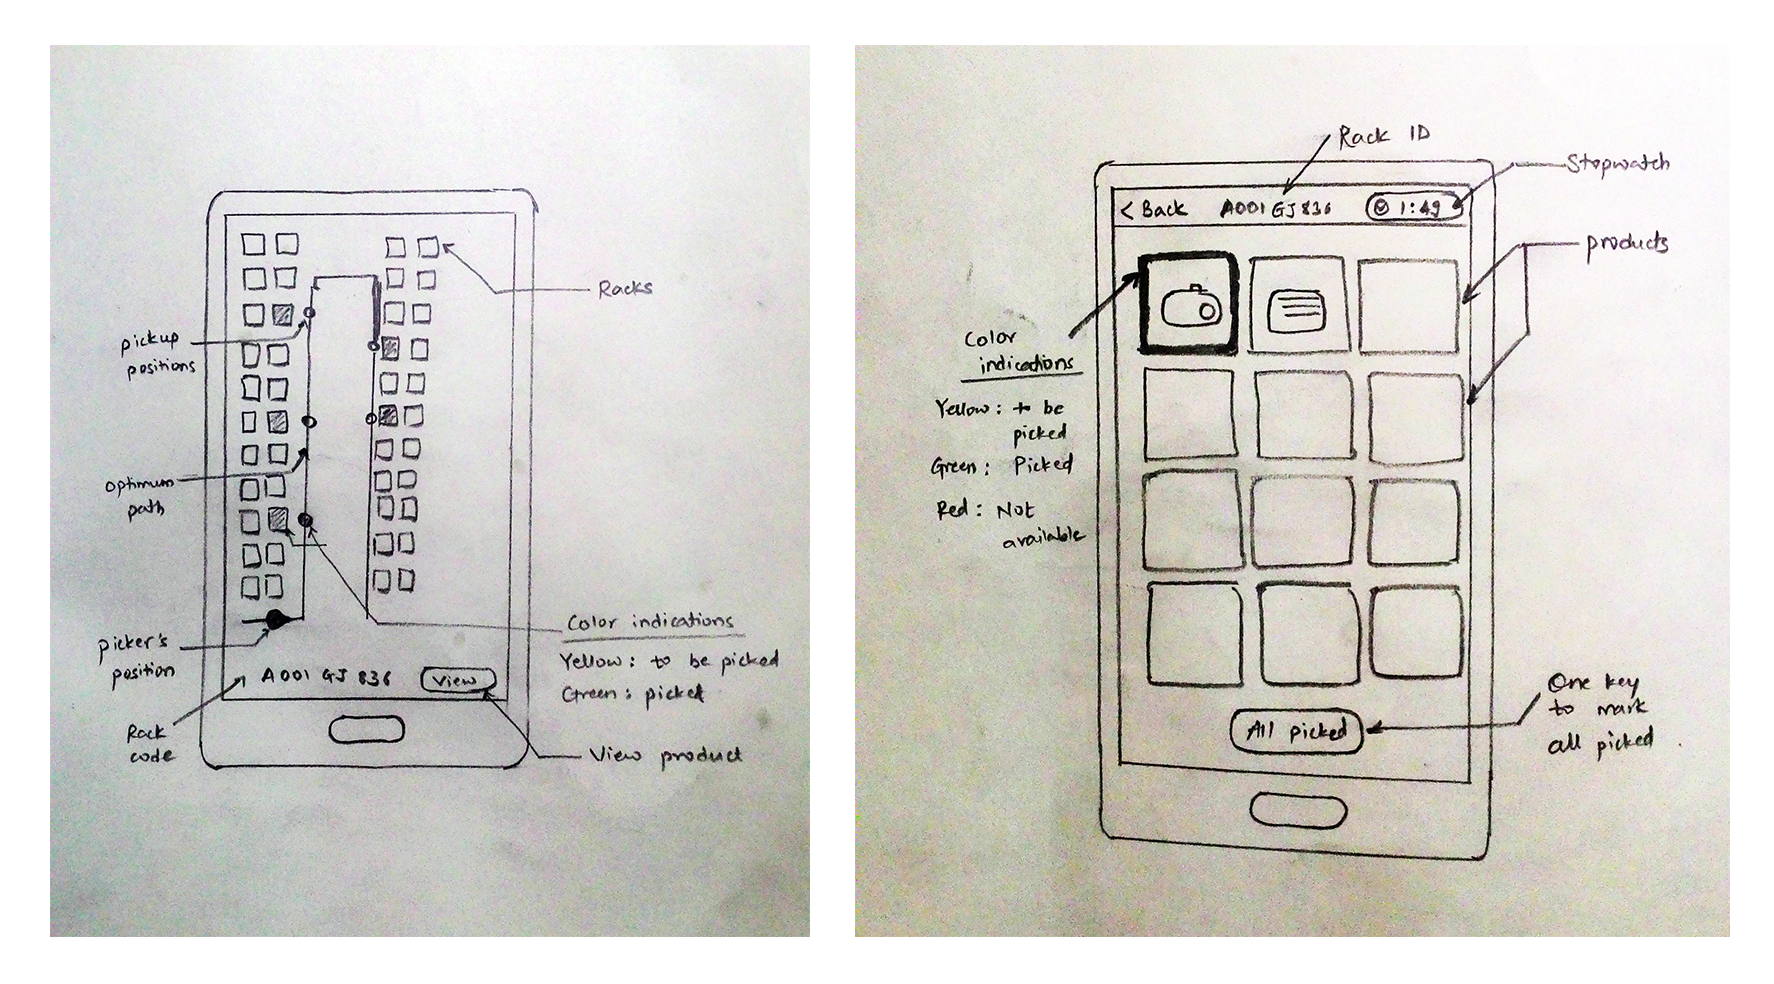 Racks
pickup
positions
optimum
path
picker's
position
Rack
code
A001 GJ 836
View
Color indications
Yellow: to be picked
Green: picked
View product
Rack ID
Stopwatch
< Back A001 GJ 836 1:49
products
Color
indications
Yellow: to be
picked
Green: Picked
Red: Not
available
All picked
One key
to mark
all picked